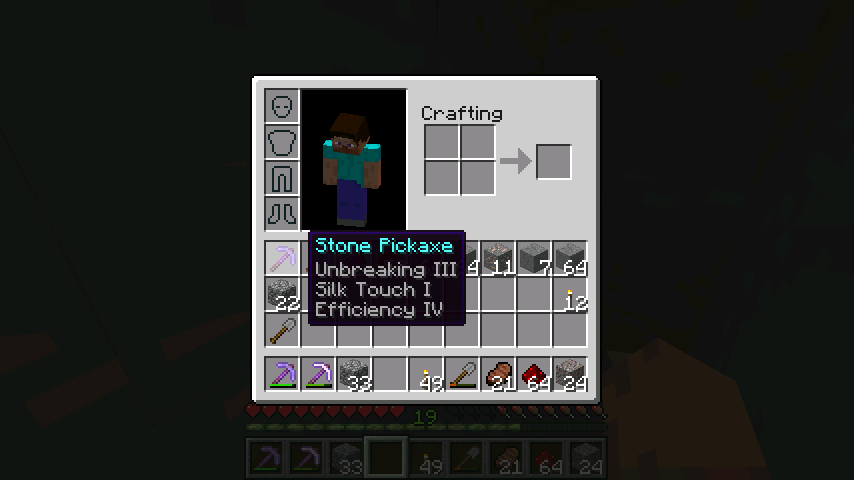 Crafting
Stone Pickaxe
Unbreaking III
Silk Touch I
Efficiency IV
4 11 7 64
22 12
33 49 21 64 24
19
33 49 21 64 24